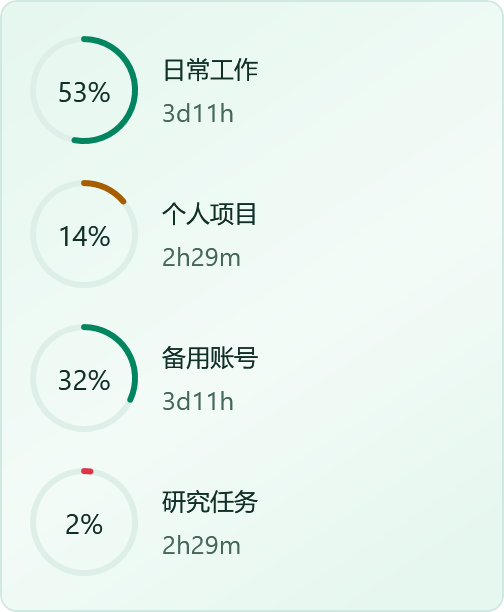 53%
日常工作
3d11h
14%
个人项目
2h29m
32%
备用账号
3d11h
2%
研究任务
2h29m